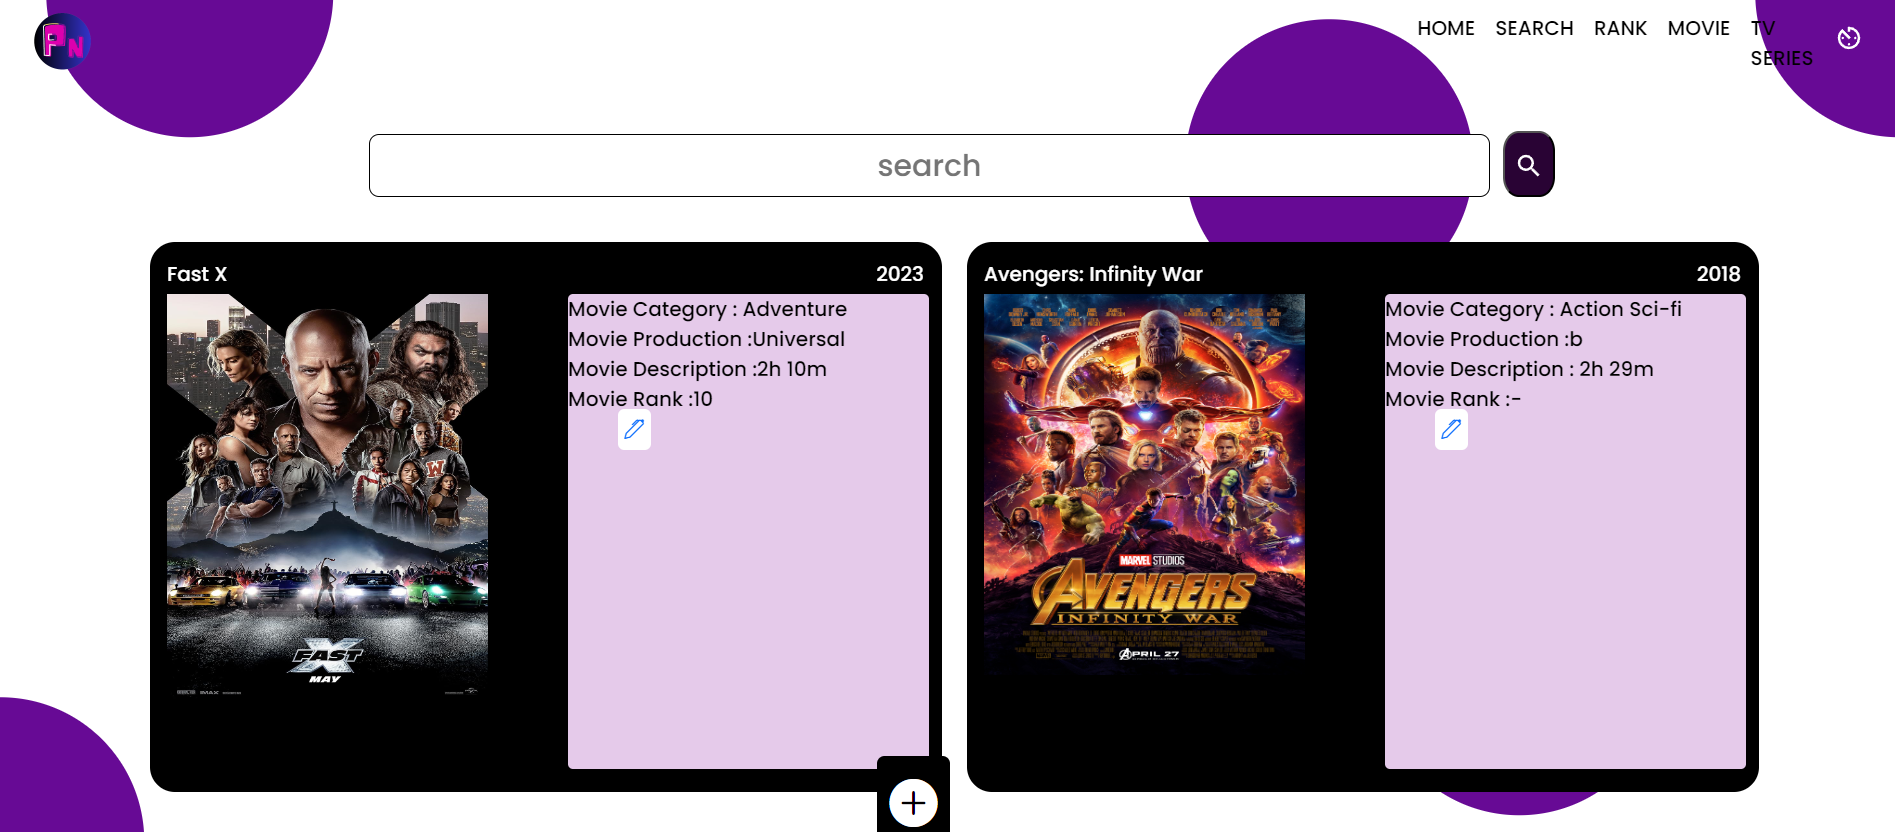 FN
HOME SEARCH RANK MOVIE TV
SERIES
search
Fast X 2023
Movie Category : Adventure
Movie Production :Universal
Movie Description :2h 10m
Movie Rank :10
W
FAST X
MAY
Avengers: Infinity War 2018
Movie Category : Action Sci-fi
Movie Production :b
Movie Description : 2h 29m
Movie Rank :-
MARVEL STUDIOS
AVENGERS
INFINITY WAR
APRIL 27